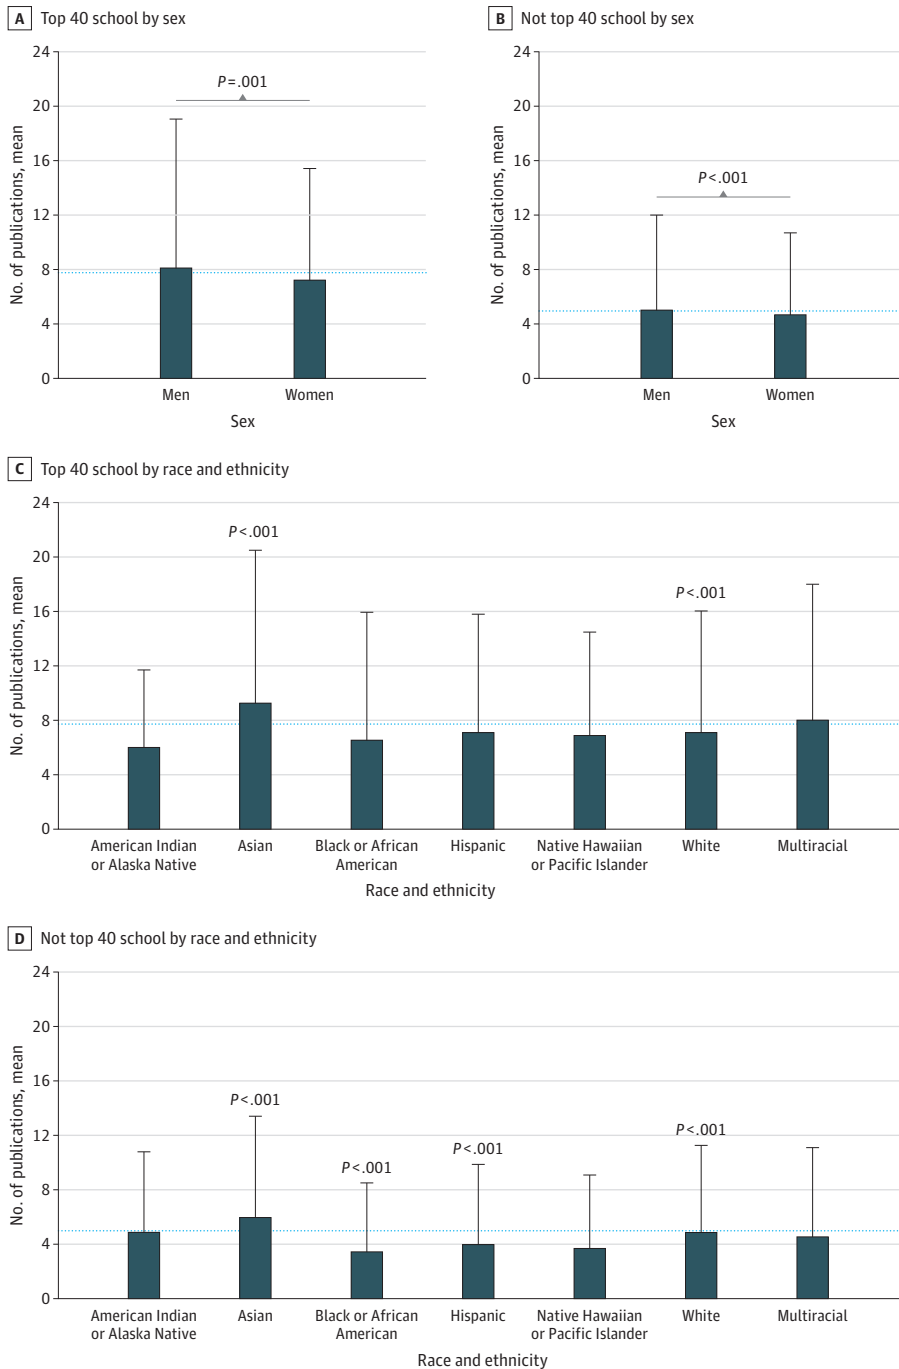 A Top 40 school by sex
No. of publications, mean
24
20
16
12
8
4
0
P=.001
Men
Women
Sex
B Not top 40 school by sex
No. of publications, mean
24
20
16
12
8
4
0
P<.001
Men
Women
Sex
C Top 40 school by race and ethnicity
No. of publications, mean
24
20
16
12
8
4
0
P<.001
P<.001
American Indian
or Alaska Native
Asian
Black or African
American
Hispanic
Native Hawaiian
or Pacific Islander
White
Multiracial
Race and ethnicity
D Not top 40 school by race and ethnicity
No. of publications, mean
24
20
16
12
8
4
0
P<.001
P<.001
P<.001
P<.001
American Indian
or Alaska Native
Asian
Black or African
American
Hispanic
Native Hawaiian
or Pacific Islander
White
Multiracial
Race and ethnicity